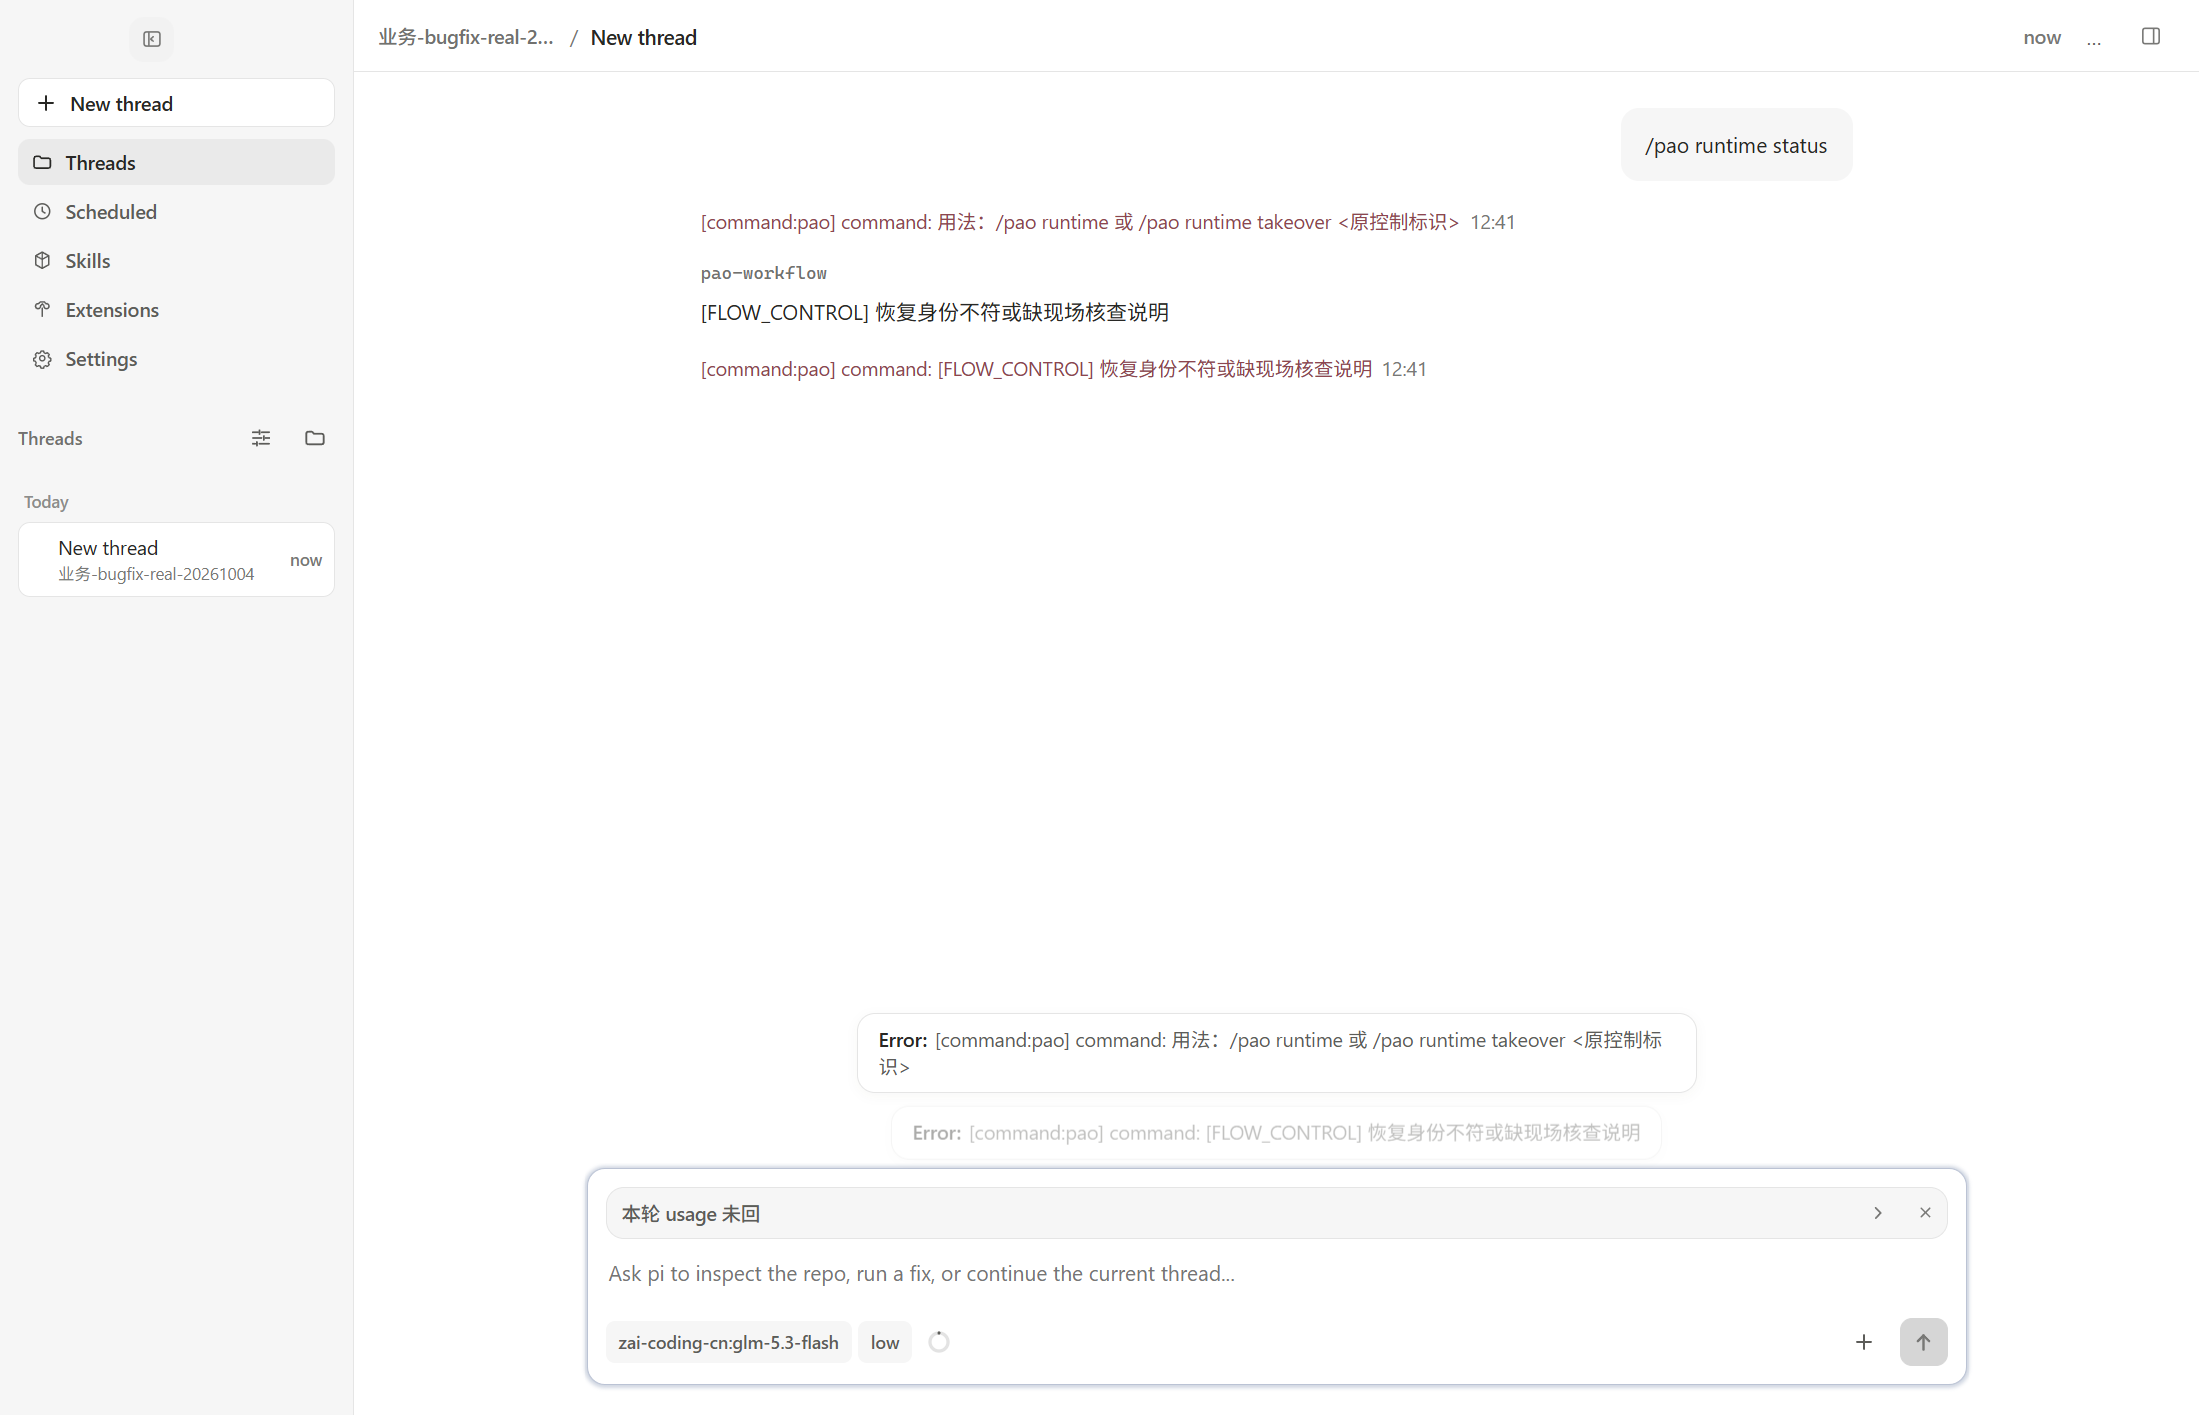 业务-bugfix-real-2... / New thread
now ...
New thread
Threads
Scheduled
Skills
Extensions
Settings
Threads
Today
New thread
业务-bugfix-real-20261004
now
/pao runtime status
[command:pao] command: 用法：/pao runtime 或 /pao runtime takeover <原控制标识> 12:41
pao-workflow
[FLOW_CONTROL] 恢复身份不符或缺现场核查说明
[command:pao] command: [FLOW_CONTROL] 恢复身份不符或缺现场核查说明 12:41
Error: [command:pao] command: 用法：/pao runtime 或 /pao runtime takeover <原控制标
识>
Error: [command:pao] command: [FLOW_CONTROL] 恢复身份不符或缺现场核查说明
本轮 usage 未回
Ask pi to inspect the repo, run a fix, or continue the current thread...
zai-coding-cn:glm-5.3-flash
low